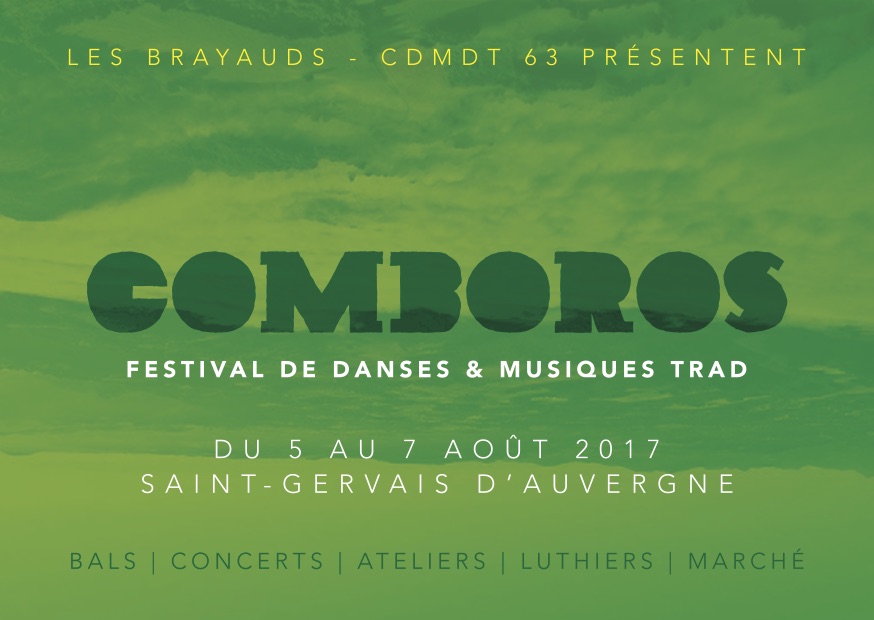 LES BRAYAUDS - CDMDT 63 PRÉSENTENT
COMBOROS
FESTIVAL DE DANSES & MUSIQUES TRAD
DU 5 AU 7 AOÛT 2017
SAINT-GERVAIS D'AUVERGNE
BALS | CONCERTS | ATELIERS | LUTHIERS | MARCHÉ